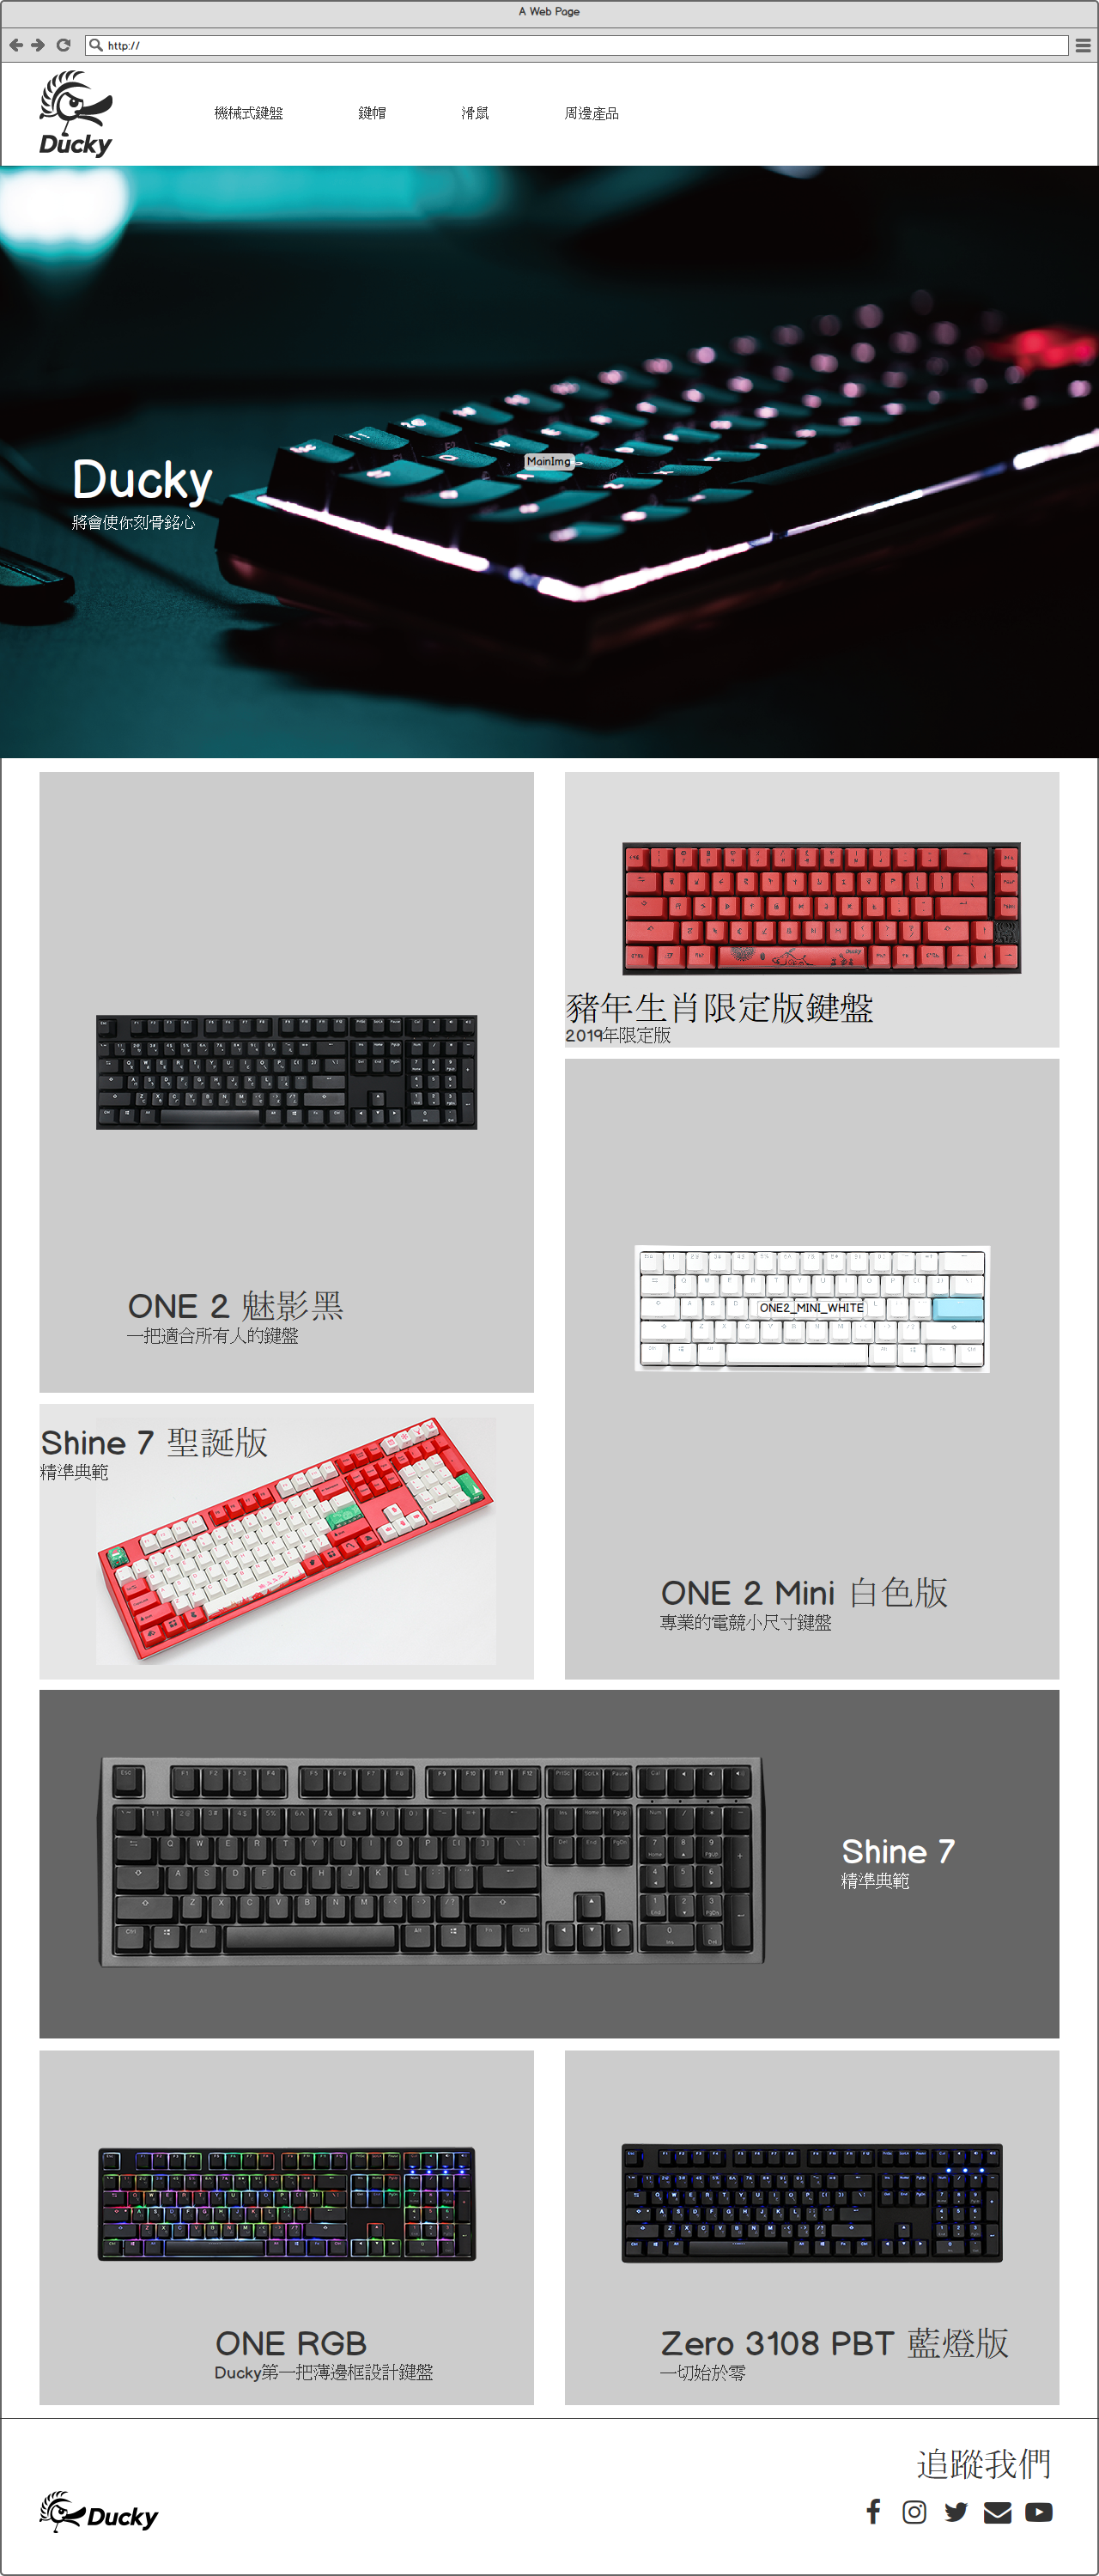 A Web Page
http://
Ducky
機械式鍵盤 鍵帽 滑鼠 周邊產品
MainImg
Ducky
將會使你刻骨銘心
豬年生肖限定版鍵盤
2019年限定版
ONE 2 魅影黑
一把適合所有人的鍵盤
ONE2_MINI_WHITE
Shine 7 聖誕版
精準典範
ONE 2 Mini 白色版
專業的電競小尺寸鍵盤
Shine 7
精準典範
ONE RGB
Ducky第一把薄邊框設計鍵盤
Zero 3108 PBT 藍燈版
一切始於零
追蹤我們
Ducky